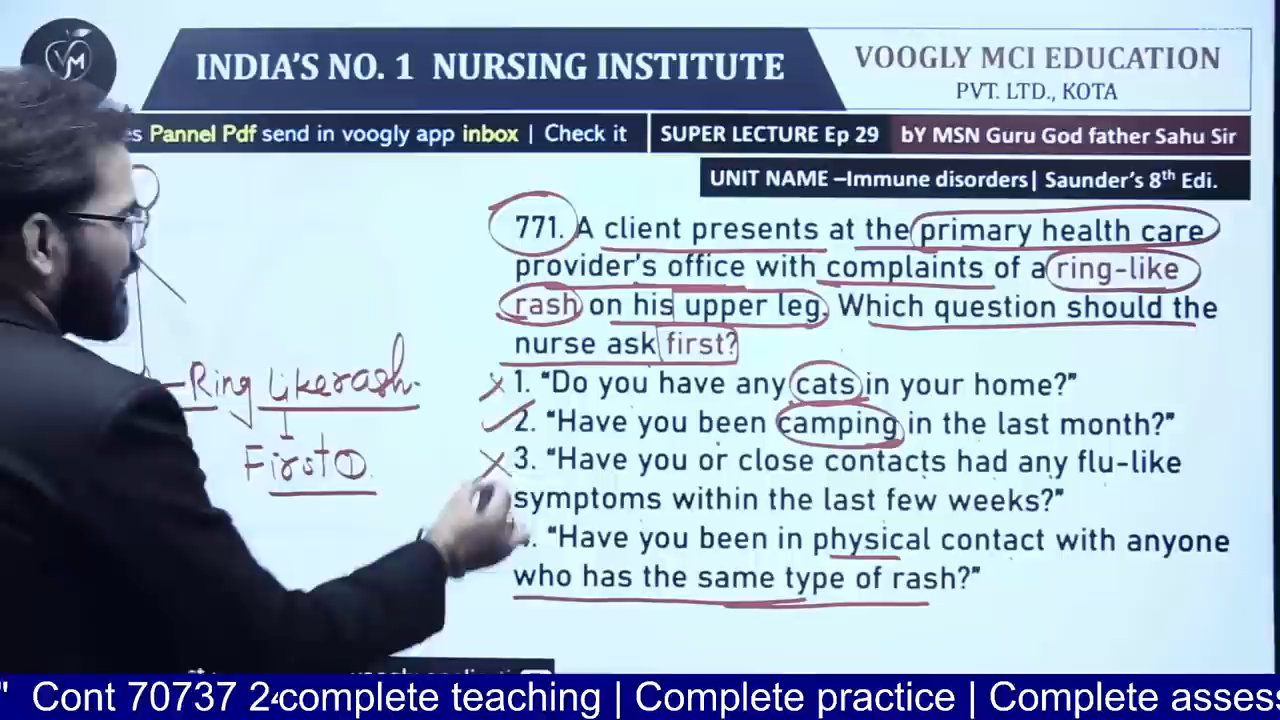 VM
INDIA'S NO. 1 NURSING INSTITUTE
VOOGLY MCI EDUCATION
PVT. LTD., KOTA
es Pannel Pdf send in voogly app inbox | Check it
SUPER LECTURE Ep 29 bY MSN Guru God father Sahu Sir
UNIT NAME –Immune disorders| Saunder's 8th Edi.
771. A client presents at the primary health care
provider's office with complaints of a ring-like
rash on his upper leg. Which question should the
nurse ask first?
1. "Do you have any cats in your home?"
2. "Have you been camping in the last month?"
3. "Have you or close contacts had any flu-like
symptoms within the last few weeks?"
. "Have you been in physical contact with anyone
who has the same type of rash?"
Ring like rash.
First ①.
" Cont 70737 2 complete teaching | Complete practice | Complete assess